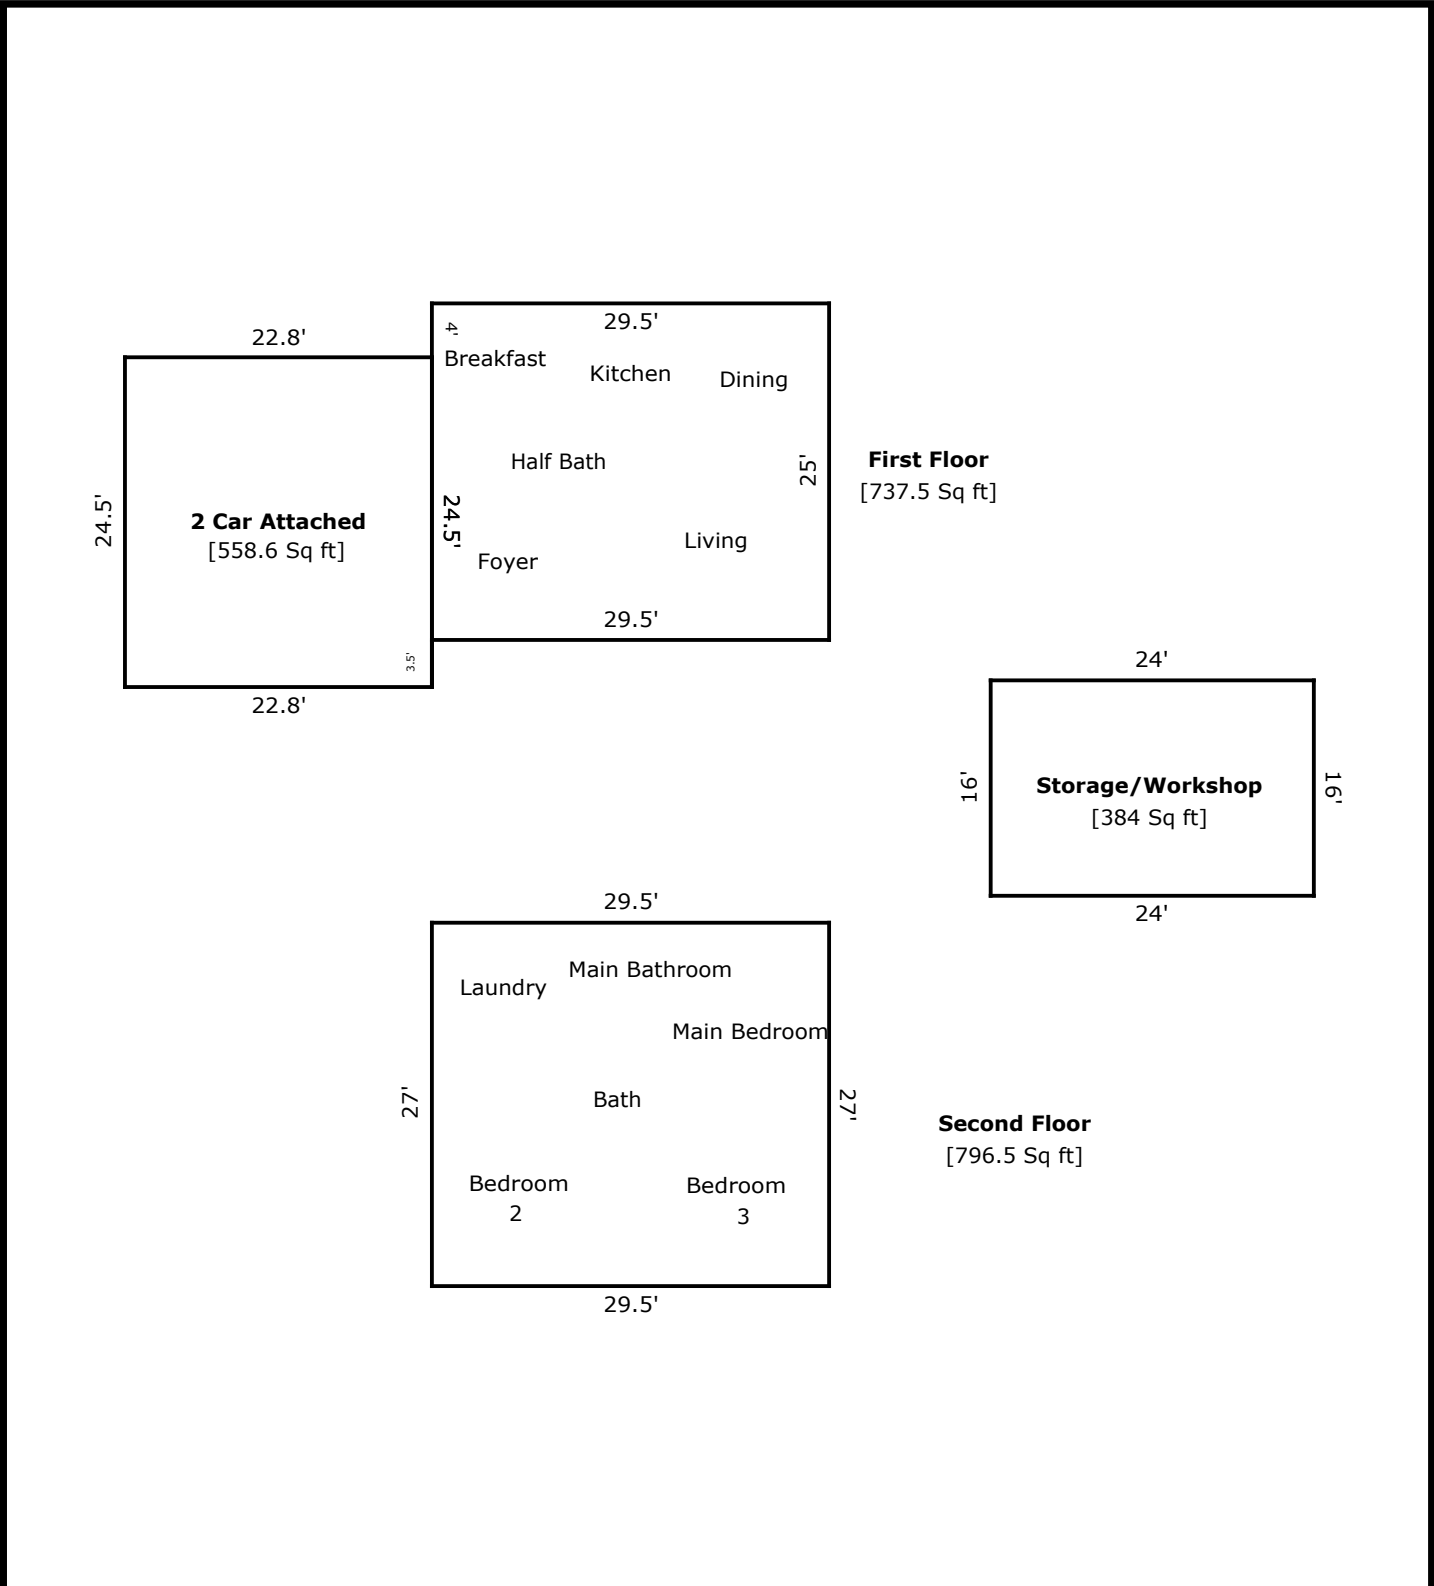 29.5'
4'
22.8'
Breakfast
Kitchen
Dining
Half Bath
25'
First Floor
[737.5 Sq ft]
24.5'
2 Car Attached
[558.6 Sq ft]
24.5'
Living
Foyer
29.5'
3.5'
22.8'
24'
16'
Storage/Workshop
[384 Sq ft]
16'
24'
29.5'
Main Bathroom
Laundry
Main Bedroom
27'
Bath
27'
Second Floor
[796.5 Sq ft]
Bedroom
2
Bedroom
3
29.5'